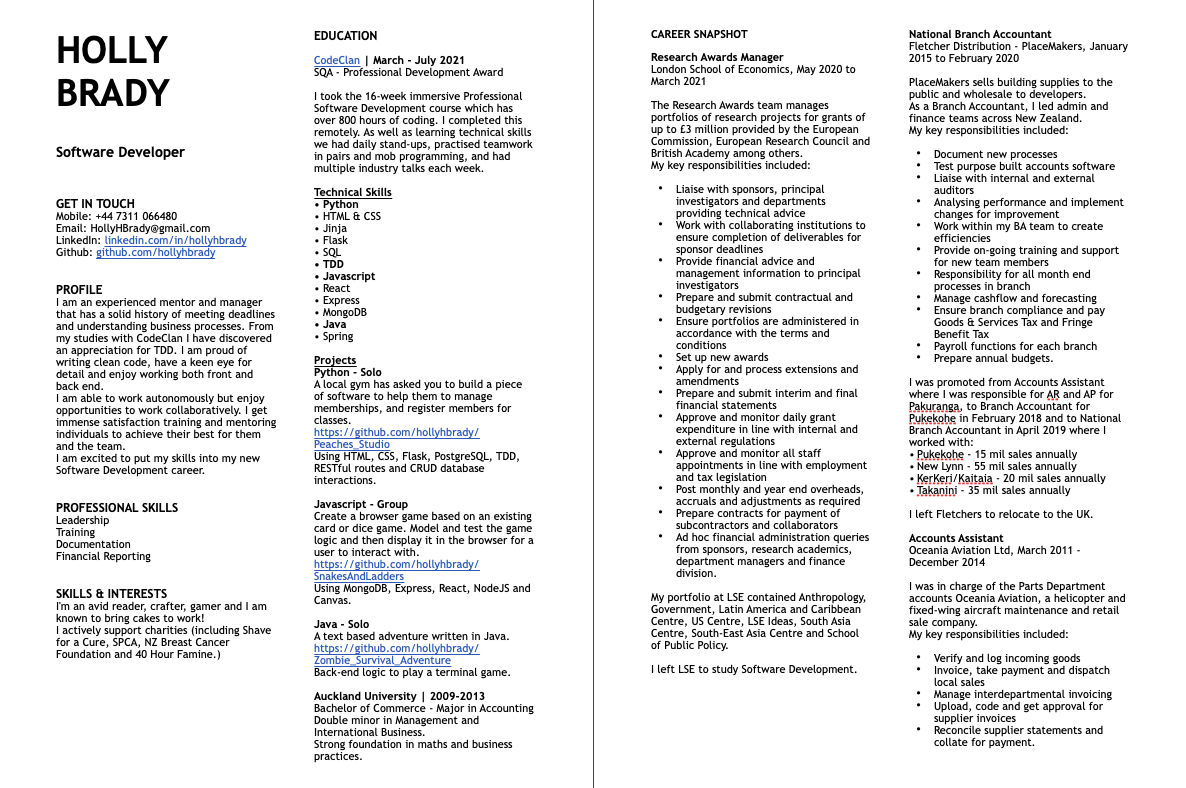 HOLLY
BRADY
Software Developer
GET IN TOUCH
Mobile: +44 7311 066480
Email: HollyHBrady@gmail.com
LinkedIn: linkedin.com/in/hollyhbrady
Github: github.com/hollyhbrady
PROFILE
I am an experienced mentor and manager
that has a solid history of meeting deadlines
and understanding business processes. From
my studies with CodeClan I have discovered
an appreciation for TDD. I am proud of
writing clean code, have a keen eye for
detail and enjoy working both front and
back end.
I am able to work autonomously but enjoy
opportunities to work collaboratively. I get
immense satisfaction training and mentoring
individuals to achieve their best for them
and the team.
I am excited to put my skills into my new
Software Development career.
PROFESSIONAL SKILLS
Leadership
Training
Documentation
Financial Reporting
SKILLS & INTERESTS
I'm an avid reader, crafter, gamer and I am
known to bring cakes to work!
I actively support charities (including Shave
for a Cure, SPCA, NZ Breast Cancer
Foundation and 40 Hour Famine.)
EDUCATION
CodeClan | March - July 2021
SQA - Professional Development Award
I took the 16-week immersive Professional
Software Development course which has
over 800 hours of coding. I completed this
remotely. As well as learning technical skills
we had daily stand-ups, practised teamwork
in pairs and mob programming, and had
multiple industry talks each week.
Technical Skills
• Python
• HTML & CSS
• Jinja
• Flask
• SQL
• TDD
• Javascript
• React
• Express
• MongoDB
• Java
• Spring
Projects
Python - Solo
A local gym has asked you to build a piece
of software to help them to manage
memberships, and register members for
classes.
https://github.com/hollyhbrady/
Peaches_Studio
Using HTML, CSS, Flask, PostgreSQL, TDD,
RESTful routes and CRUD database
interactions.
Javascript - Group
Create a browser game based on an existing
card or dice game. Model and test the game
logic and then display it in the browser for a
user to interact with.
https://github.com/hollyhbrady/
SnakesAndLadders
Using MongoDB, Express, React, NodeJS and
Canvas.
Java - Solo
A text based adventure written in Java.
https://github.com/hollyhbrady/
Zombie_Survival_Adventure
Back-end logic to play a terminal game.
Auckland University | 2009-2013
Bachelor of Commerce - Major in Accounting
Double minor in Management and
International Business.
Strong foundation in maths and business
practices.
CAREER SNAPSHOT
Research Awards Manager
London School of Economics, May 2020 to
March 2021
The Research Awards team manages
portfolios of research projects for grants of
up to £3 million provided by the European
Commission, European Research Council and
British Academy among others.
My key responsibilities included:
• Liaise with sponsors, principal
investigators and departments
providing technical advice
• Work with collaborating institutions to
ensure completion of deliverables for
sponsor deadlines
• Provide financial advice and
management information to principal
investigators
• Prepare and submit contractual and
budgetary revisions
• Ensure portfolios are administered in
accordance with the terms and
conditions
• Set up new awards
• Apply for and process extensions and
amendments
• Prepare and submit interim and final
financial statements
• Approve and monitor daily grant
expenditure in line with internal and
external regulations
• Approve and monitor all staff
appointments in line with employment
and tax legislation
• Post monthly and year end overheads,
accruals and adjustments as required
• Prepare contracts for payment of
subcontractors and collaborators
• Ad hoc financial administration queries
from sponsors, research academics,
department managers and finance
division.
My portfolio at LSE contained Anthropology,
Government, Latin America and Caribbean
Centre, US Centre, LSE Ideas, South Asia
Centre, South-East Asia Centre and School
of Public Policy.
I left LSE to study Software Development.
National Branch Accountant
Fletcher Distribution - PlaceMakers, January
2015 to February 2020
PlaceMakers sells building supplies to the
public and wholesale to developers.
As a Branch Accountant, I led admin and
finance teams across New Zealand.
My key responsibilities included:
• Document new processes
• Test purpose built accounts software
• Liaise with internal and external
auditors
• Analysing performance and implement
changes for improvement
• Work within my BA team to create
efficiencies
• Provide on-going training and support
for new team members
• Responsibility for all month end
processes in branch
• Manage cashflow and forecasting
• Ensure branch compliance and pay
Goods & Services Tax and Fringe
Benefit Tax
• Payroll functions for each branch
• Prepare annual budgets.
I was promoted from Accounts Assistant
where I was responsible for AR and AP for
Pakuranga, to Branch Accountant for
Pukekohe in February 2018 and to National
Branch Accountant in April 2019 where I
worked with:
• Pukekohe - 15 mil sales annually
• New Lynn - 55 mil sales annually
• KerKeri/Kaitaia - 20 mil sales annually
• Takanini - 35 mil sales annually
I left Fletchers to relocate to the UK.
Accounts Assistant
Oceania Aviation Ltd, March 2011 -
December 2014
I was in charge of the Parts Department
accounts Oceania Aviation, a helicopter and
fixed-wing aircraft maintenance and retail
sale company.
My key responsibilities included:
• Verify and log incoming goods
• Invoice, take payment and dispatch
local sales
• Manage interdepartmental invoicing
• Upload, code and get approval for
supplier invoices
• Reconcile supplier statements and
collate for payment.